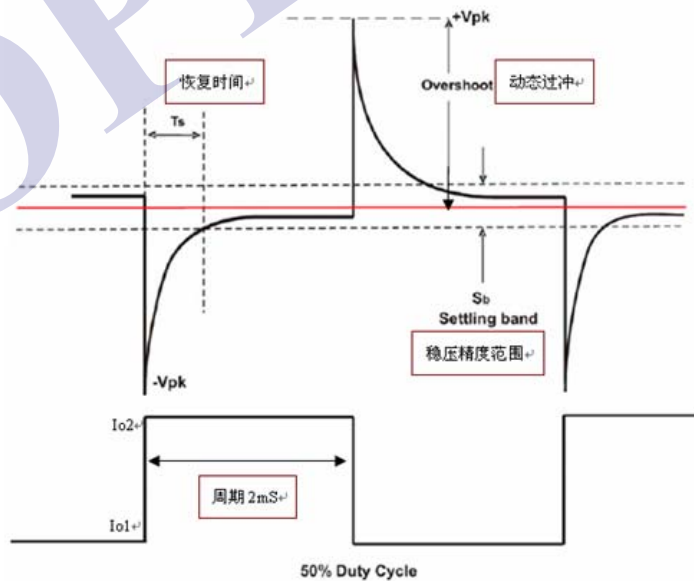 +Vpk
恢复时间
Overshoot
动态过冲
Ts
Sb
Settling band
稳压精度范围
-Vpk
Io2
周期 2mS
Io1
50% Duty Cycle